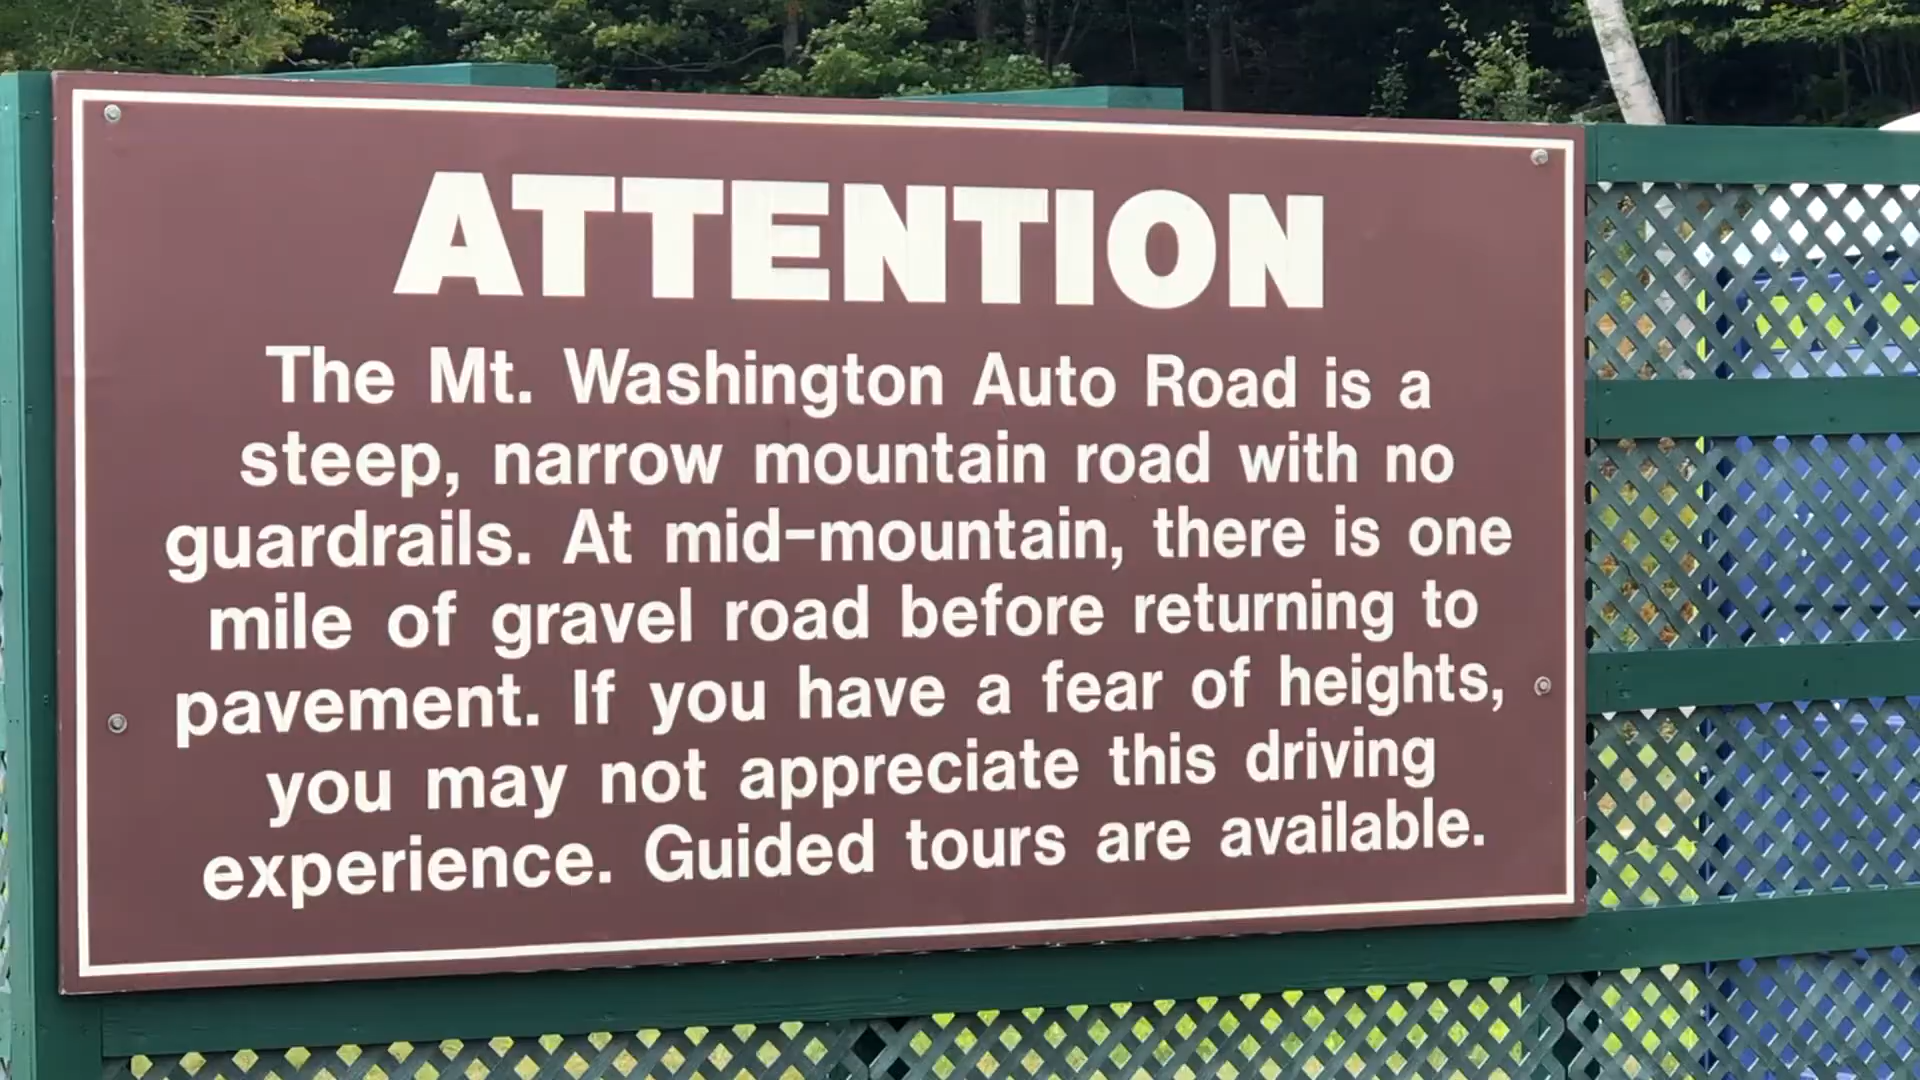 ATTENTION
The Mt. Washington Auto Road is a
steep, narrow mountain road with no
guardrails. At mid-mountain, there is one
mile of gravel road before returning to
pavement. If you have a fear of heights,
you may not appreciate this driving
experience. Guided tours are available.